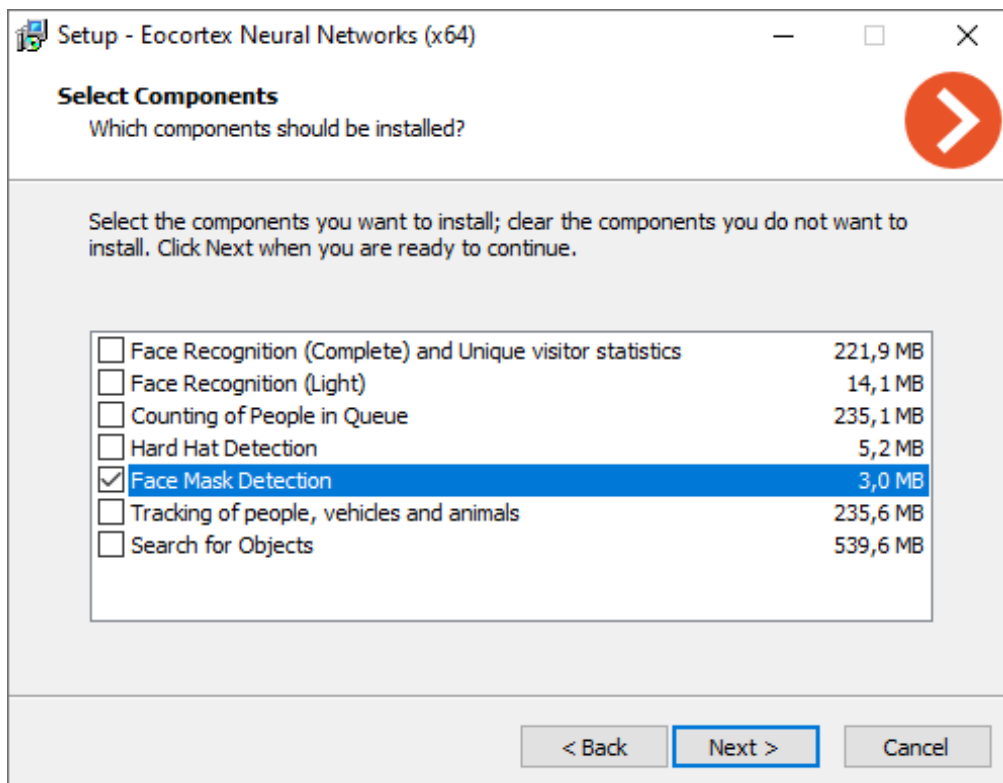 Setup - Eocortex Neural Networks (x64)
Select Components
Which components should be installed?
Select the components you want to install; clear the components you do not want to
install. Click Next when you are ready to continue.
Face Recognition (Complete) and Unique visitor statistics 221,9 MB
Face Recognition (Light) 14,1 MB
Counting of People in Queue 235,1 MB
Hard Hat Detection 5,2 MB
Face Mask Detection 3,0 MB
Tracking of people, vehicles and animals 235,6 MB
Search for Objects 539,6 MB
< Back Next > Cancel